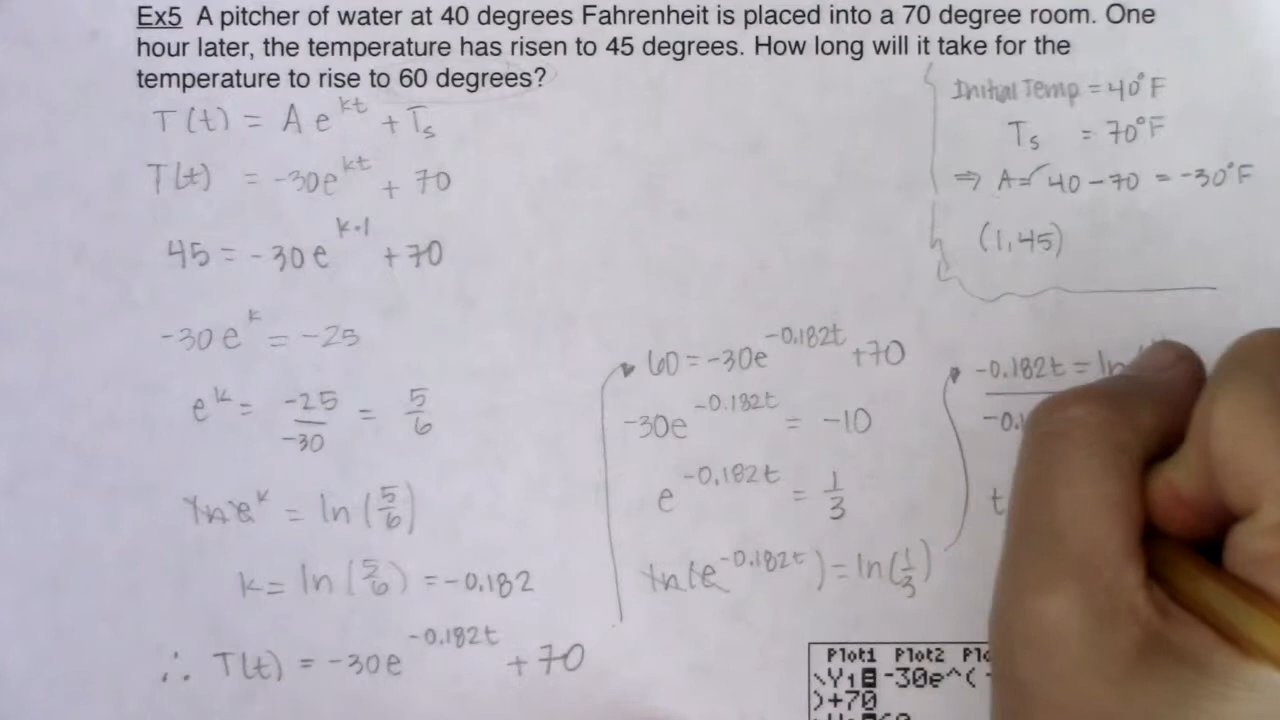 Ex5 A pitcher of water at 40 degrees Fahrenheit is placed into a 70 degree room. One
hour later, the temperature has risen to 45 degrees. How long will it take for the
temperature to rise to 60 degrees?
T(t) = A e^kt + Ts
T(t) = -30e^kt + 70
45 = -30e^k·1 + 70
-30e^k = -25
e^k = -25/-30 = 5/6
ln e^k = ln(5/6)
k = ln(5/6) = -0.182
∴ T(t) = -30e^-0.182t + 70
Initial Temp = 40°F
Ts = 70°F
⇒ A = 40 - 70 = -30°F
(1,45)
60 = -30e^-0.182t + 70
-30e^-0.182t = -10
e^-0.182t = 1/3
ln(e^-0.182t) = ln(1/3)
-0.182t = ln
t
Plot1 Plot2
\Y1=-30e^(-
)+70